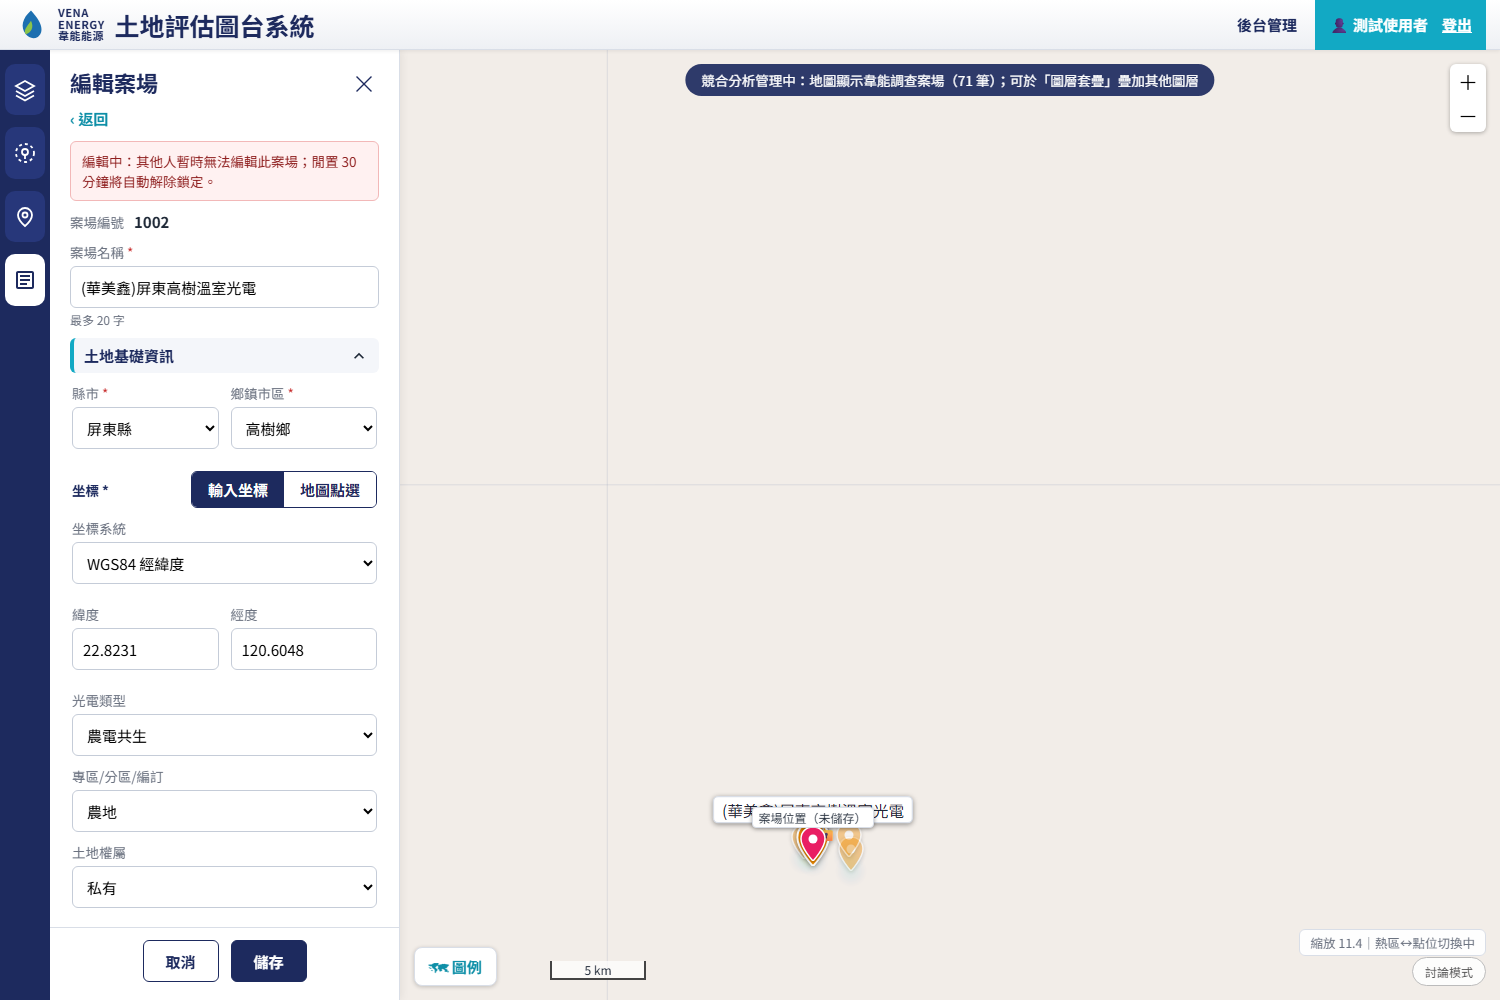 VENA
ENERGY
韋能能源
土地評估圖台系統
後台管理
測試使用者
登出
編輯案場
‹ 返回
編輯中：其他人暫時無法編輯此案場；閒置 30
分鐘將自動解除鎖定。
案場編號 1002
案場名稱 *
(華美鑫)屏東高樹溫室光電
最多 20 字
土地基礎資訊
縣市 *
鄉鎮市區 *
屏東縣
高樹鄉
坐標 *
輸入坐標
地圖點選
坐標系統
WGS84 經緯度
緯度
經度
22.8231
120.6048
光電類型
農電共生
專區/分區/編訂
農地
土地權屬
私有
取消
儲存
競合分析管理中：地圖顯示韋能調查案場（71 筆）；可於「圖層套疊」疊加其他圖層
+
−
(華美鑫)屏東高樹溫室光電
案場位置（未儲存）
圖例
5 km
縮放 11.4｜熱區↔點位切換中
討論模式